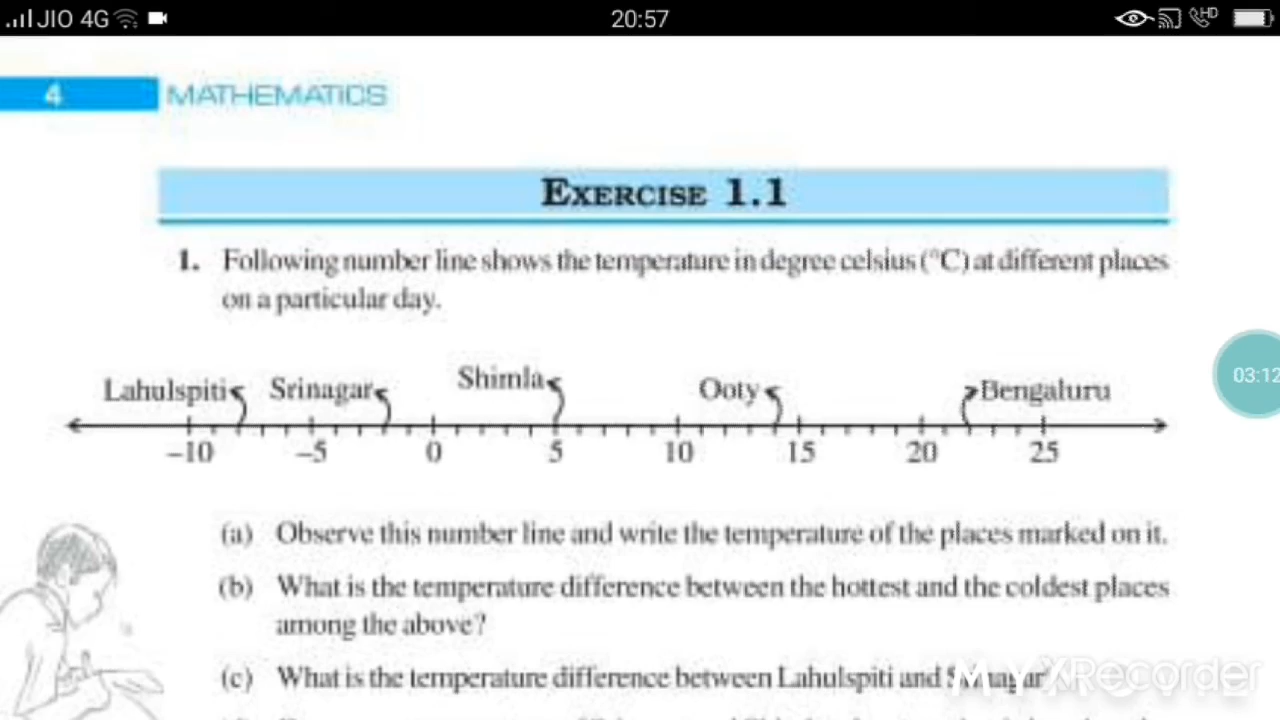 JIO 4G 20:57 HD
4 MATHEMATICS
EXERCISE 1.1
1. Following number line shows the temperature in degree celsius (°C) at different places
on a particular day.
Lahulspiti Srinagar Shimla Ooty Bengaluru
–10 –5 0 5 10 15 20 25
03:12
(a) Observe this number line and write the temperature of the places marked on it.
(b) What is the temperature difference between the hottest and the coldest places
among the above?
(c) What is the temperature difference between Lahulspiti and
XRecorder